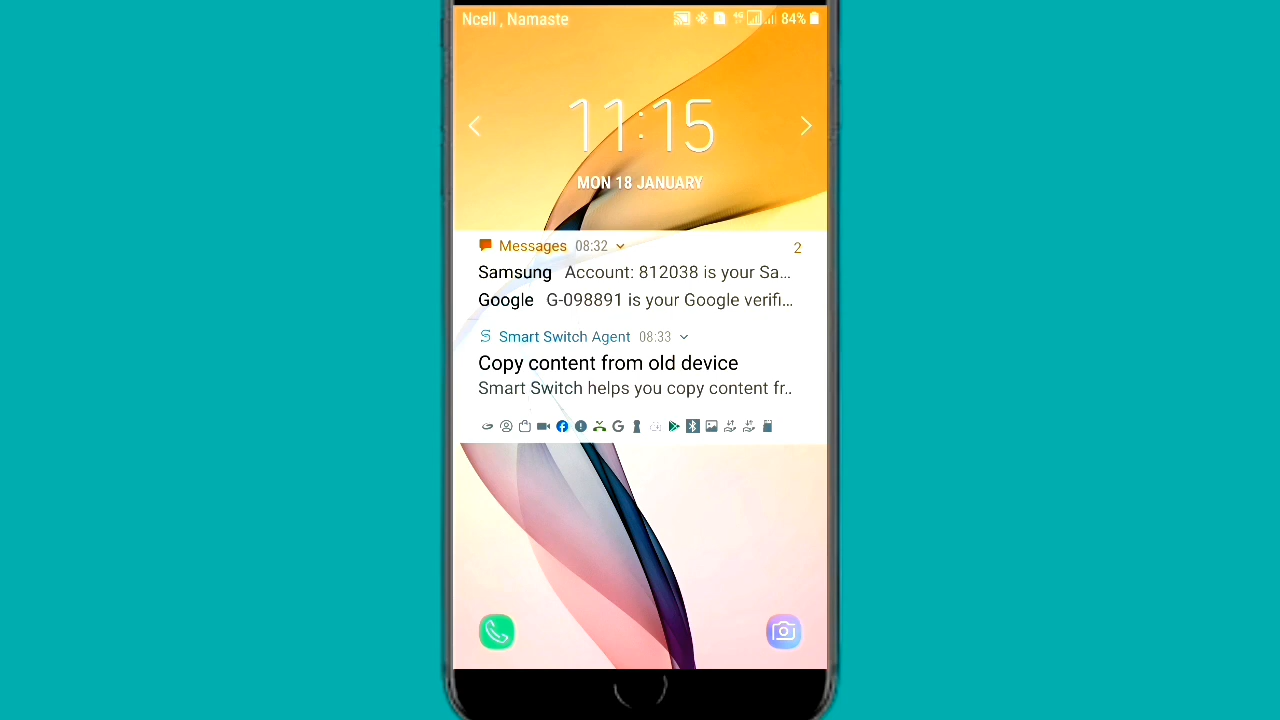 Ncell , Namaste 84%
11:15
MON 18 JANUARY
Messages 08:32 2
Samsung Account: 812038 is your Sa...
Google G-098891 is your Google verifi...
Smart Switch Agent 08:33
Copy content from old device
Smart Switch helps you copy content fr..